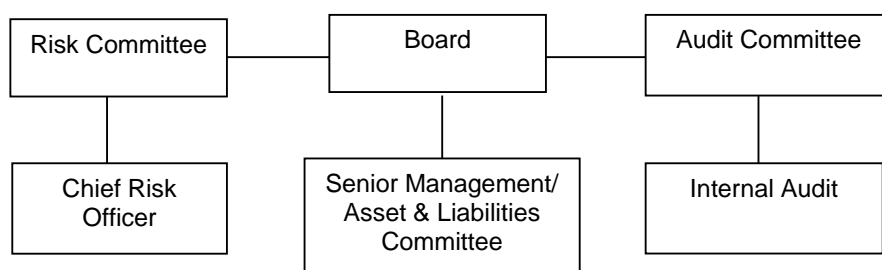 Risk Committee
Board
Audit Committee
Chief Risk
Officer
Senior Management/
Asset & Liabilities
Committee
Internal Audit